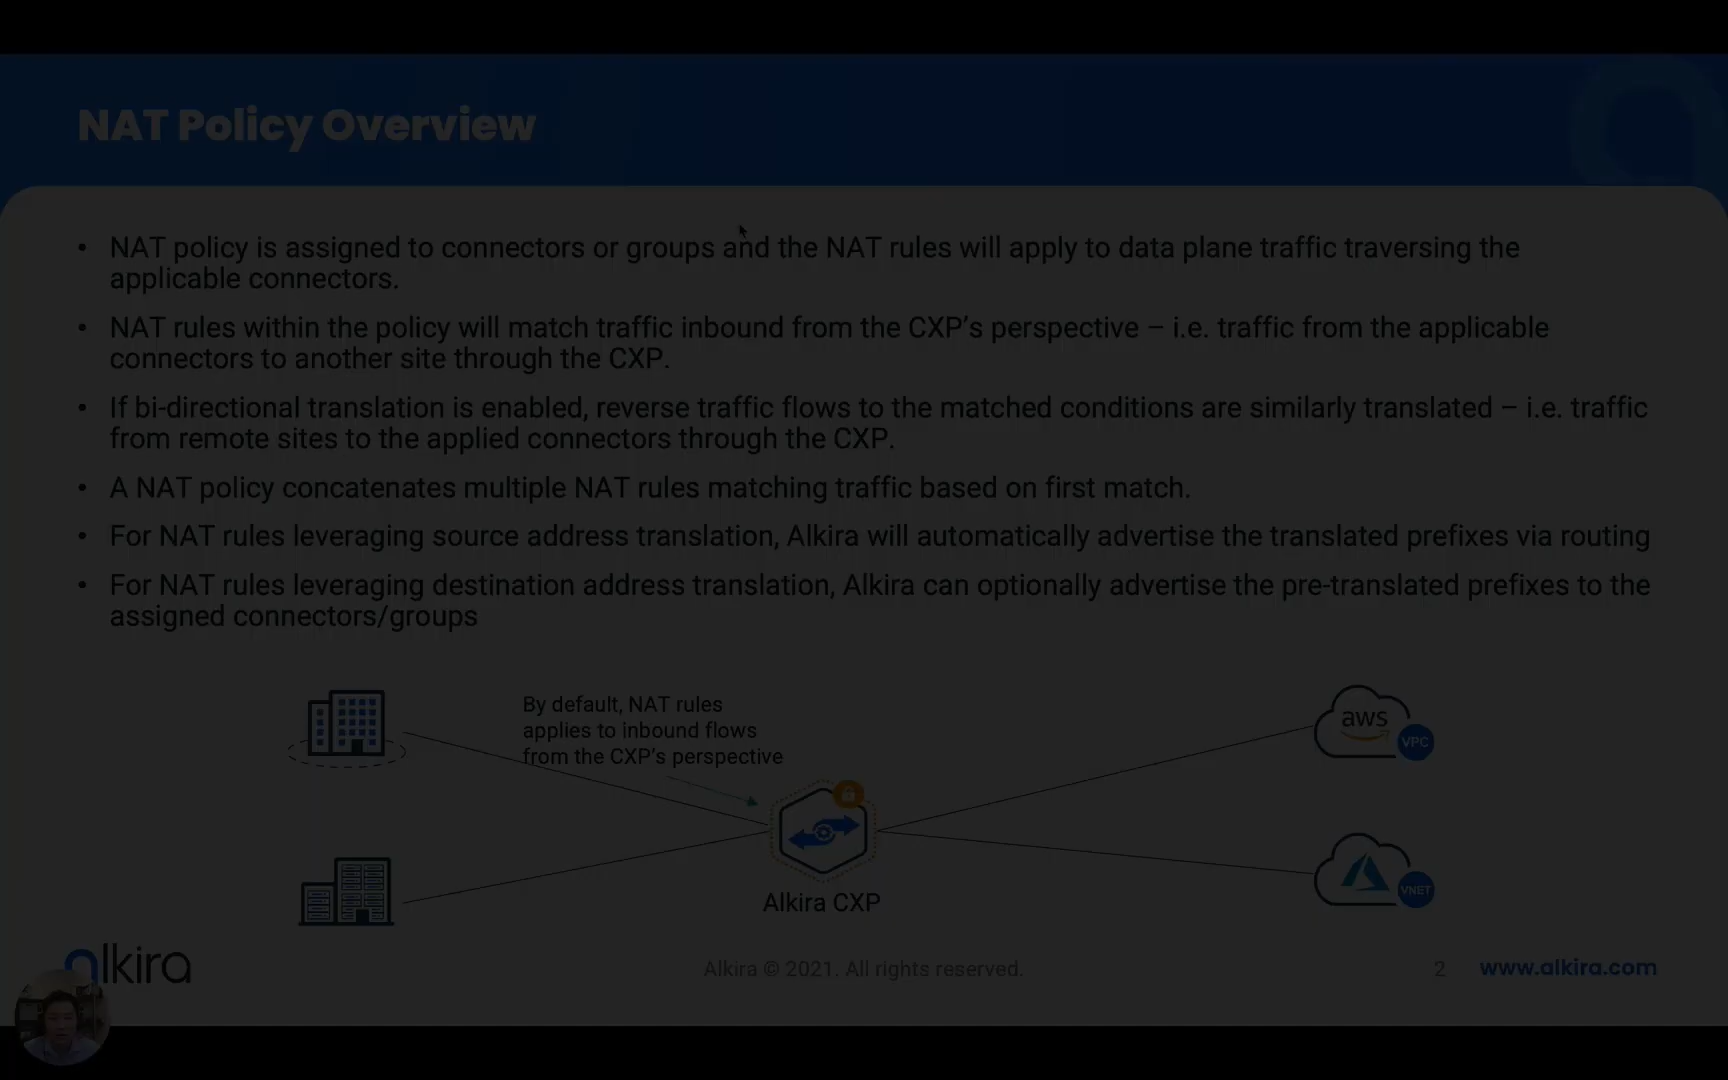 NAT Policy Overview
• NAT policy is assigned to connectors or groups and the NAT rules will apply to data plane traffic traversing the
applicable connectors.
• NAT rules within the policy will match traffic inbound from the CXP’s perspective – i.e. traffic from the applicable
connectors to another site through the CXP.
• If bi-directional translation is enabled, reverse traffic flows to the matched conditions are similarly translated – i.e. traffic
from remote sites to the applied connectors through the CXP.
• A NAT policy concatenates multiple NAT rules matching traffic based on first match.
• For NAT rules leveraging source address translation, Alkira will automatically advertise the translated prefixes via routing
• For NAT rules leveraging destination address translation, Alkira can optionally advertise the pre-translated prefixes to the
assigned connectors/groups
By default, NAT rules
applies to inbound flows
from the CXP’s perspective
aws
VPC
VNET
Alkira CXP
alkira
Alkira © 2021. All rights reserved.
2
www.alkira.com